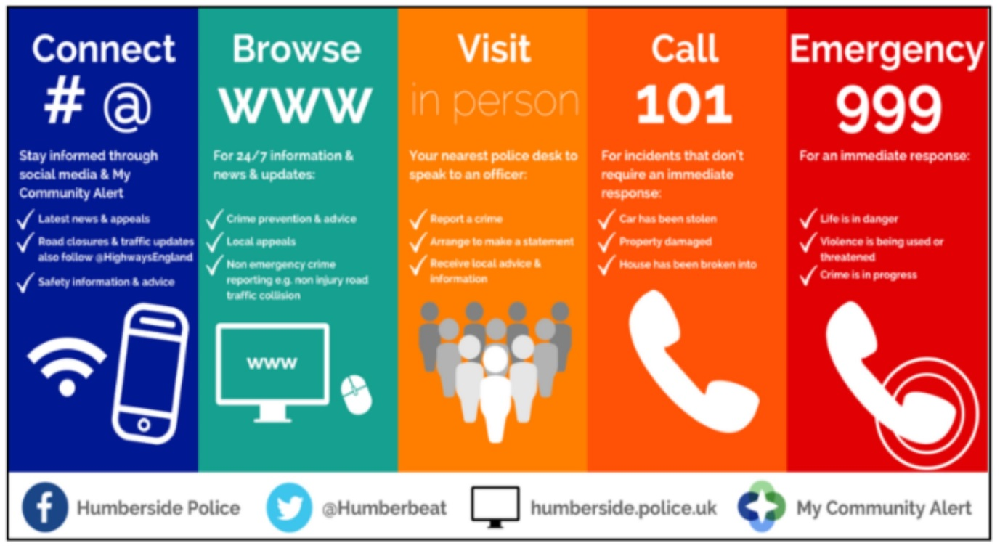 Connect
# @
Stay informed through
social media & My
Community Alert
Latest news & appeals
Road closures & traffic updates
also follow @HighwaysEngland
Safety information & advice
Browse
www
For 24/7 information &
news & updates:
Crime prevention & advice
Local appeals
Non emergency crime
reporting e.g. non injury road
traffic collision
www
Visit
in person
Your nearest police desk to
speak to an officer:
Report a crime
Arrange to make a statement
Receive local advice &
information
Call
101
For incidents that don't
require an immediate
response:
Car has been stolen
Property damaged
House has been broken into
Emergency
999
For an immediate response:
Life is in danger
Violence is being used or
threatened
Crime is in progress
f Humberside Police
@Humberbeat
humberside.police.uk
My Community Alert